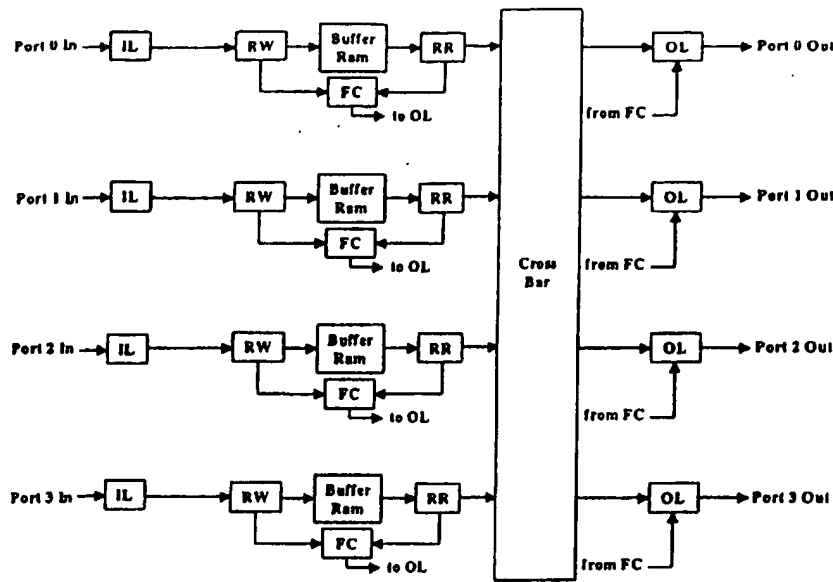 Port 0 In IL RW Buffer Ram RR OL Port 0 Out
FC
to OL from FC
Port 1 In IL RW Buffer Ram RR OL Port 1 Out
FC
to OL from FC
Cross
Bar
Port 2 In IL RW Buffer Ram RR OL Port 2 Out
FC
to OL from FC
Port 3 In IL RW Buffer Ram RR OL Port 3 Out
FC
to OL from FC